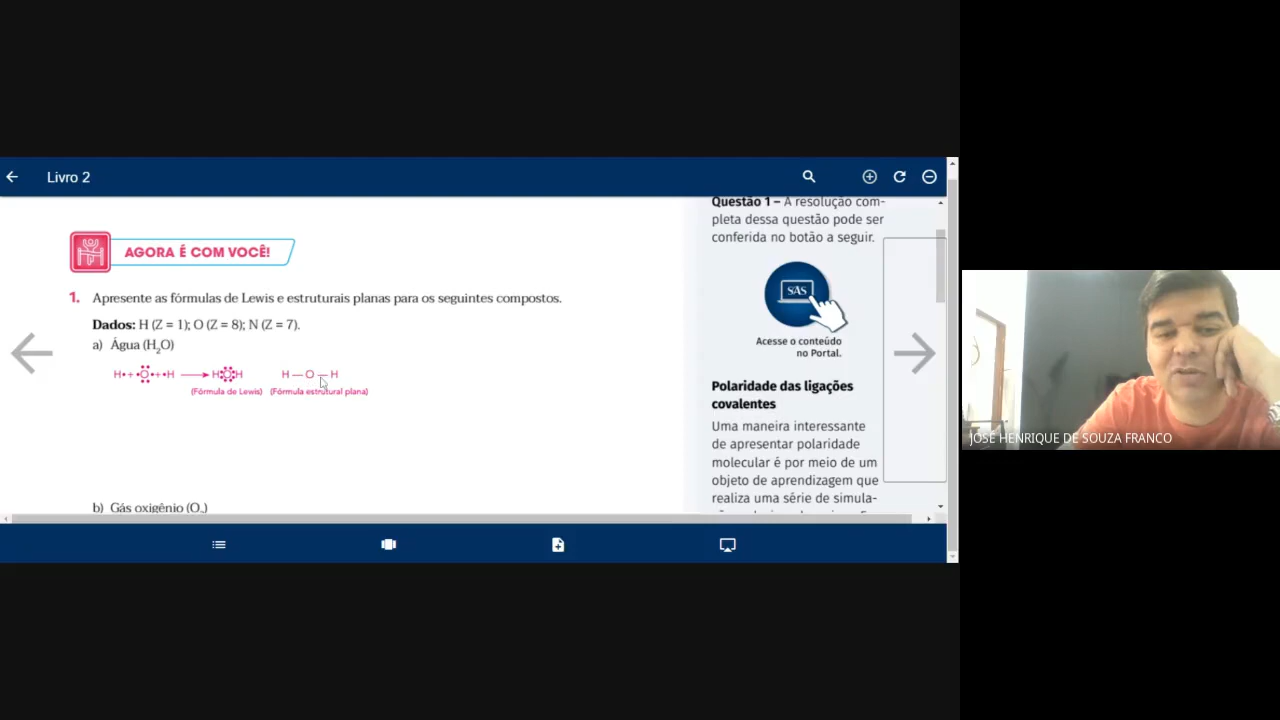 Livro 2
AGORA É COM VOCÊ!
1. Apresente as fórmulas de Lewis e estruturais planas para os seguintes compostos.
Dados: H (Z = 1); O (Z = 8); N (Z = 7).
a) Água (H₂O)
H•+ •O•+•H → HOH H — O — H
(Fórmula de Lewis) (Fórmula estrutural plana)
b) Gás oxigênio (O₂)
Questão 1 – A resolução com-
pleta dessa questão pode ser
conferida no botão a seguir.
SAS
Acesse o conteúdo
no Portal.
Polaridade das ligações
covalentes
Uma maneira interessante
de apresentar polaridade
molecular é por meio de um
objeto de aprendizagem que
realiza uma série de simula-
JOSÉ HENRIQUE DE SOUZA FRANCO